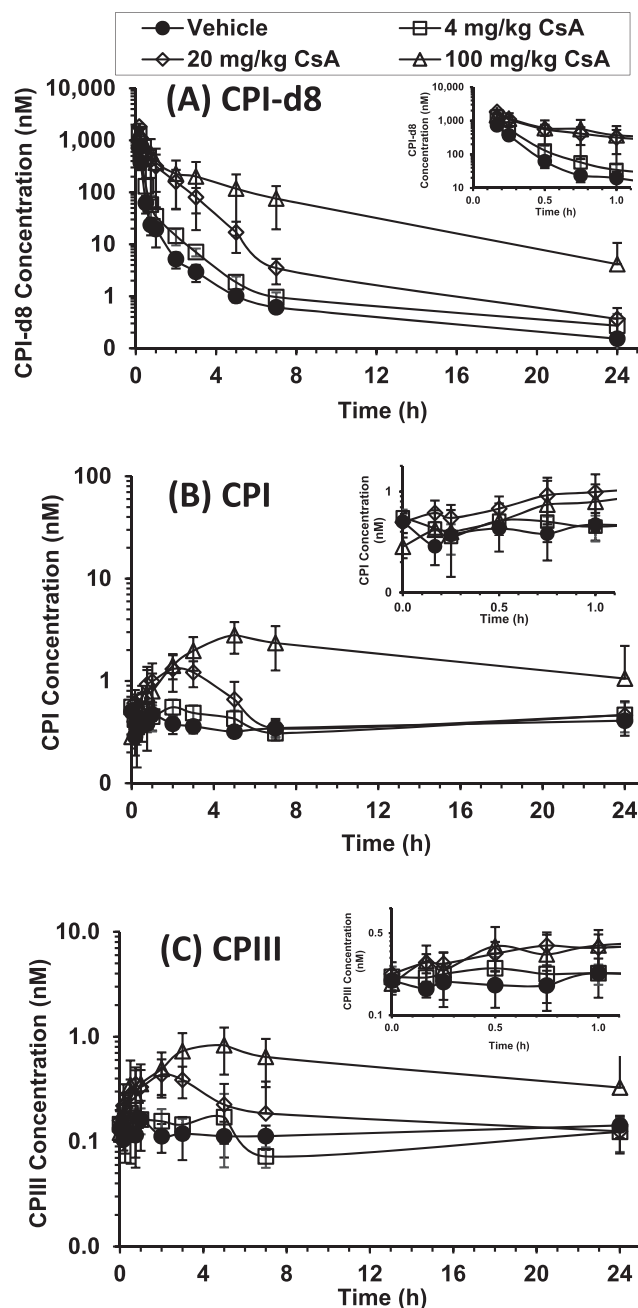 Vehicle
4 mg/kg CsA
20 mg/kg CsA
100 mg/kg CsA
(A) CPI-d8
CPI-d8 Concentration (nM)
10,000
1,000
100
10
1
0
0 4 8 12 16 20 24
Time (h)
CPI-d8
Concentration (nM)
10,000
1,000
100
10
0.0 0.5 1.0
Time (h)
(B) CPI
CPI Concentration (nM)
100
10
1
0
0 4 8 12 16 20 24
Time (h)
CPI Concentration
(nM)
1
0
0.0 0.5 1.0
Time (h)
(C) CPIII
CPIII Concentration (nM)
10.0
1.0
0.1
0.0
0 4 8 12 16 20 24
Time (h)
CPIII Concentration
(nM)
0.5
0.1
0.0 0.5 1.0
Time (h)